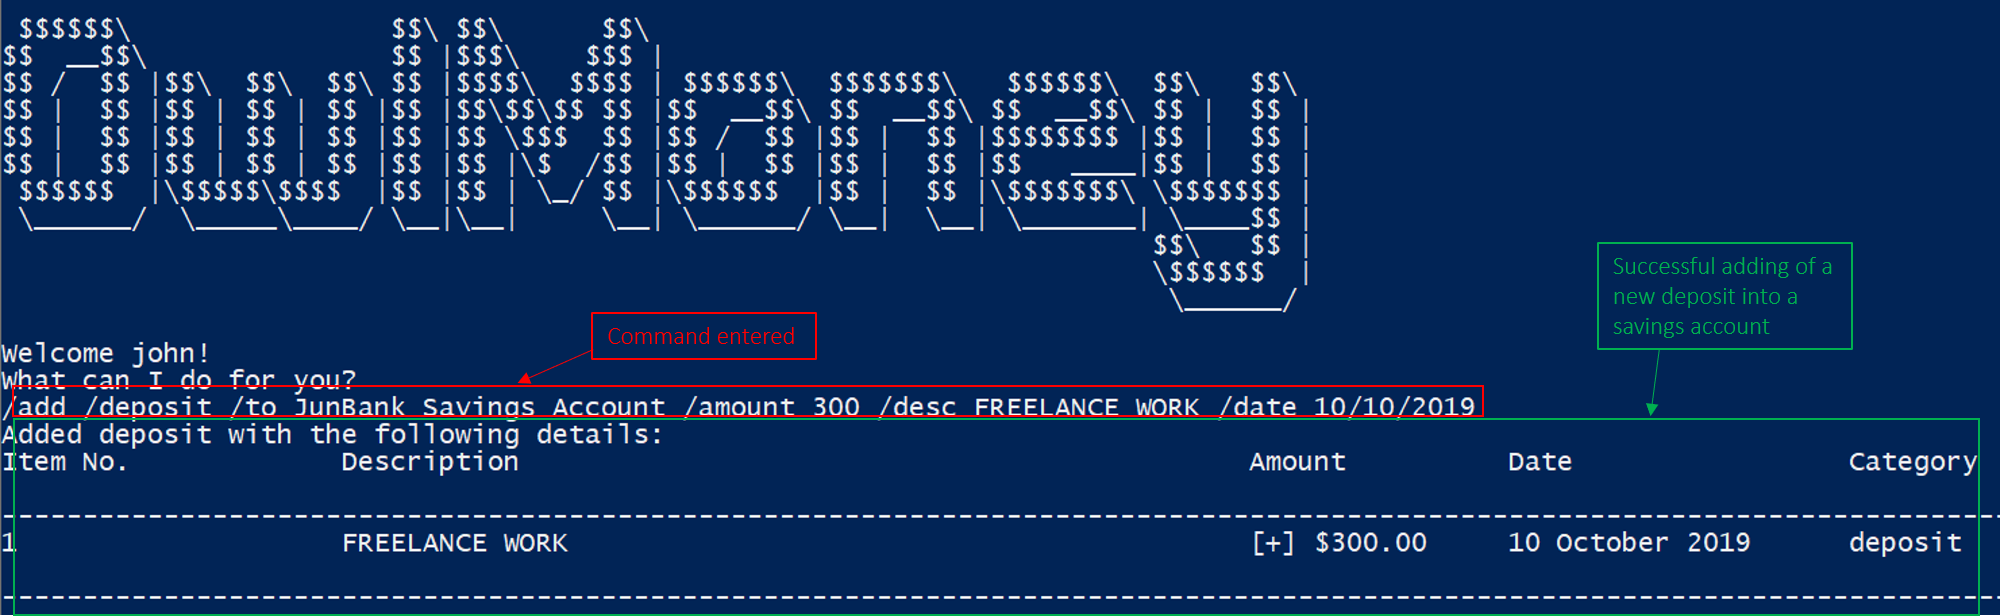 OwlMoney
Command entered
Successful adding of a
new deposit into a
savings account
Welcome john!
What can I do for you?
/add /deposit /to JunBank Savings Account /amount 300 /desc FREELANCE WORK /date 10/10/2019
Added deposit with the following details:
Item No. Description Amount Date Category
1 FREELANCE WORK [+] $300.00 10 October 2019 deposit